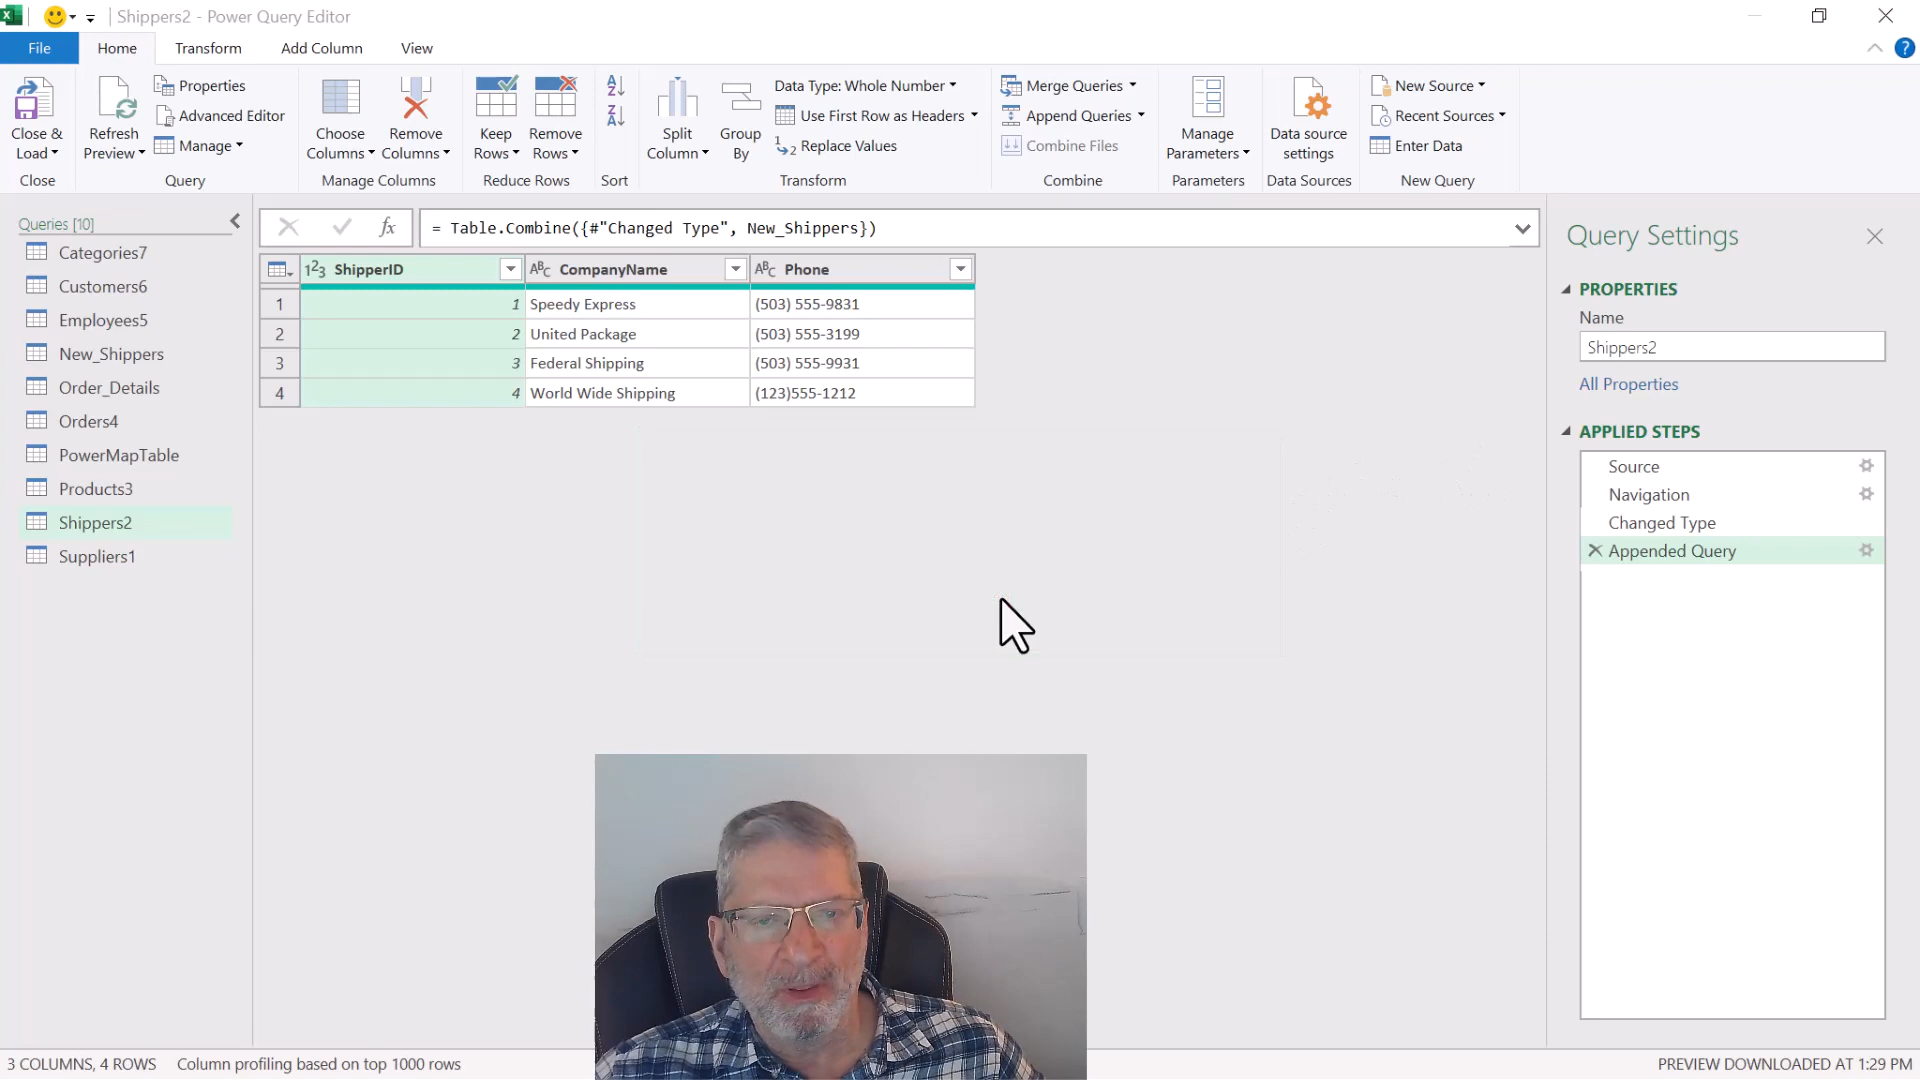 Shippers2 - Power Query Editor
File Home Transform Add Column View
Close & Load
Close
Refresh Preview
Properties
Advanced Editor
Manage
Query
Choose Columns
Remove Columns
Manage Columns
Keep Rows
Remove Rows
Reduce Rows
A Z
Z A
Sort
Split Column
Group By
Data Type: Whole Number
Use First Row as Headers
1 2 Replace Values
Transform
Merge Queries
Append Queries
Combine Files
Combine
Manage Parameters
Parameters
Data source settings
Data Sources
New Source
Recent Sources
Enter Data
New Query
?
Queries [10]
Categories7
Customers6
Employees5
New_Shippers
Order_Details
Orders4
PowerMapTable
Products3
Shippers2
Suppliers1
fx = Table.Combine({#"Changed Type", New_Shippers})
123 ShipperID ABC CompanyName ABC Phone
1 1 Speedy Express (503) 555-9831
2 2 United Package (503) 555-3199
3 3 Federal Shipping (503) 555-9931
4 4 World Wide Shipping (123)555-1212
Query Settings
PROPERTIES
Name
Shippers2
All Properties
APPLIED STEPS
Source
Navigation
Changed Type
Appended Query
3 COLUMNS, 4 ROWS Column profiling based on top 1000 rows PREVIEW DOWNLOADED AT 1:29 PM